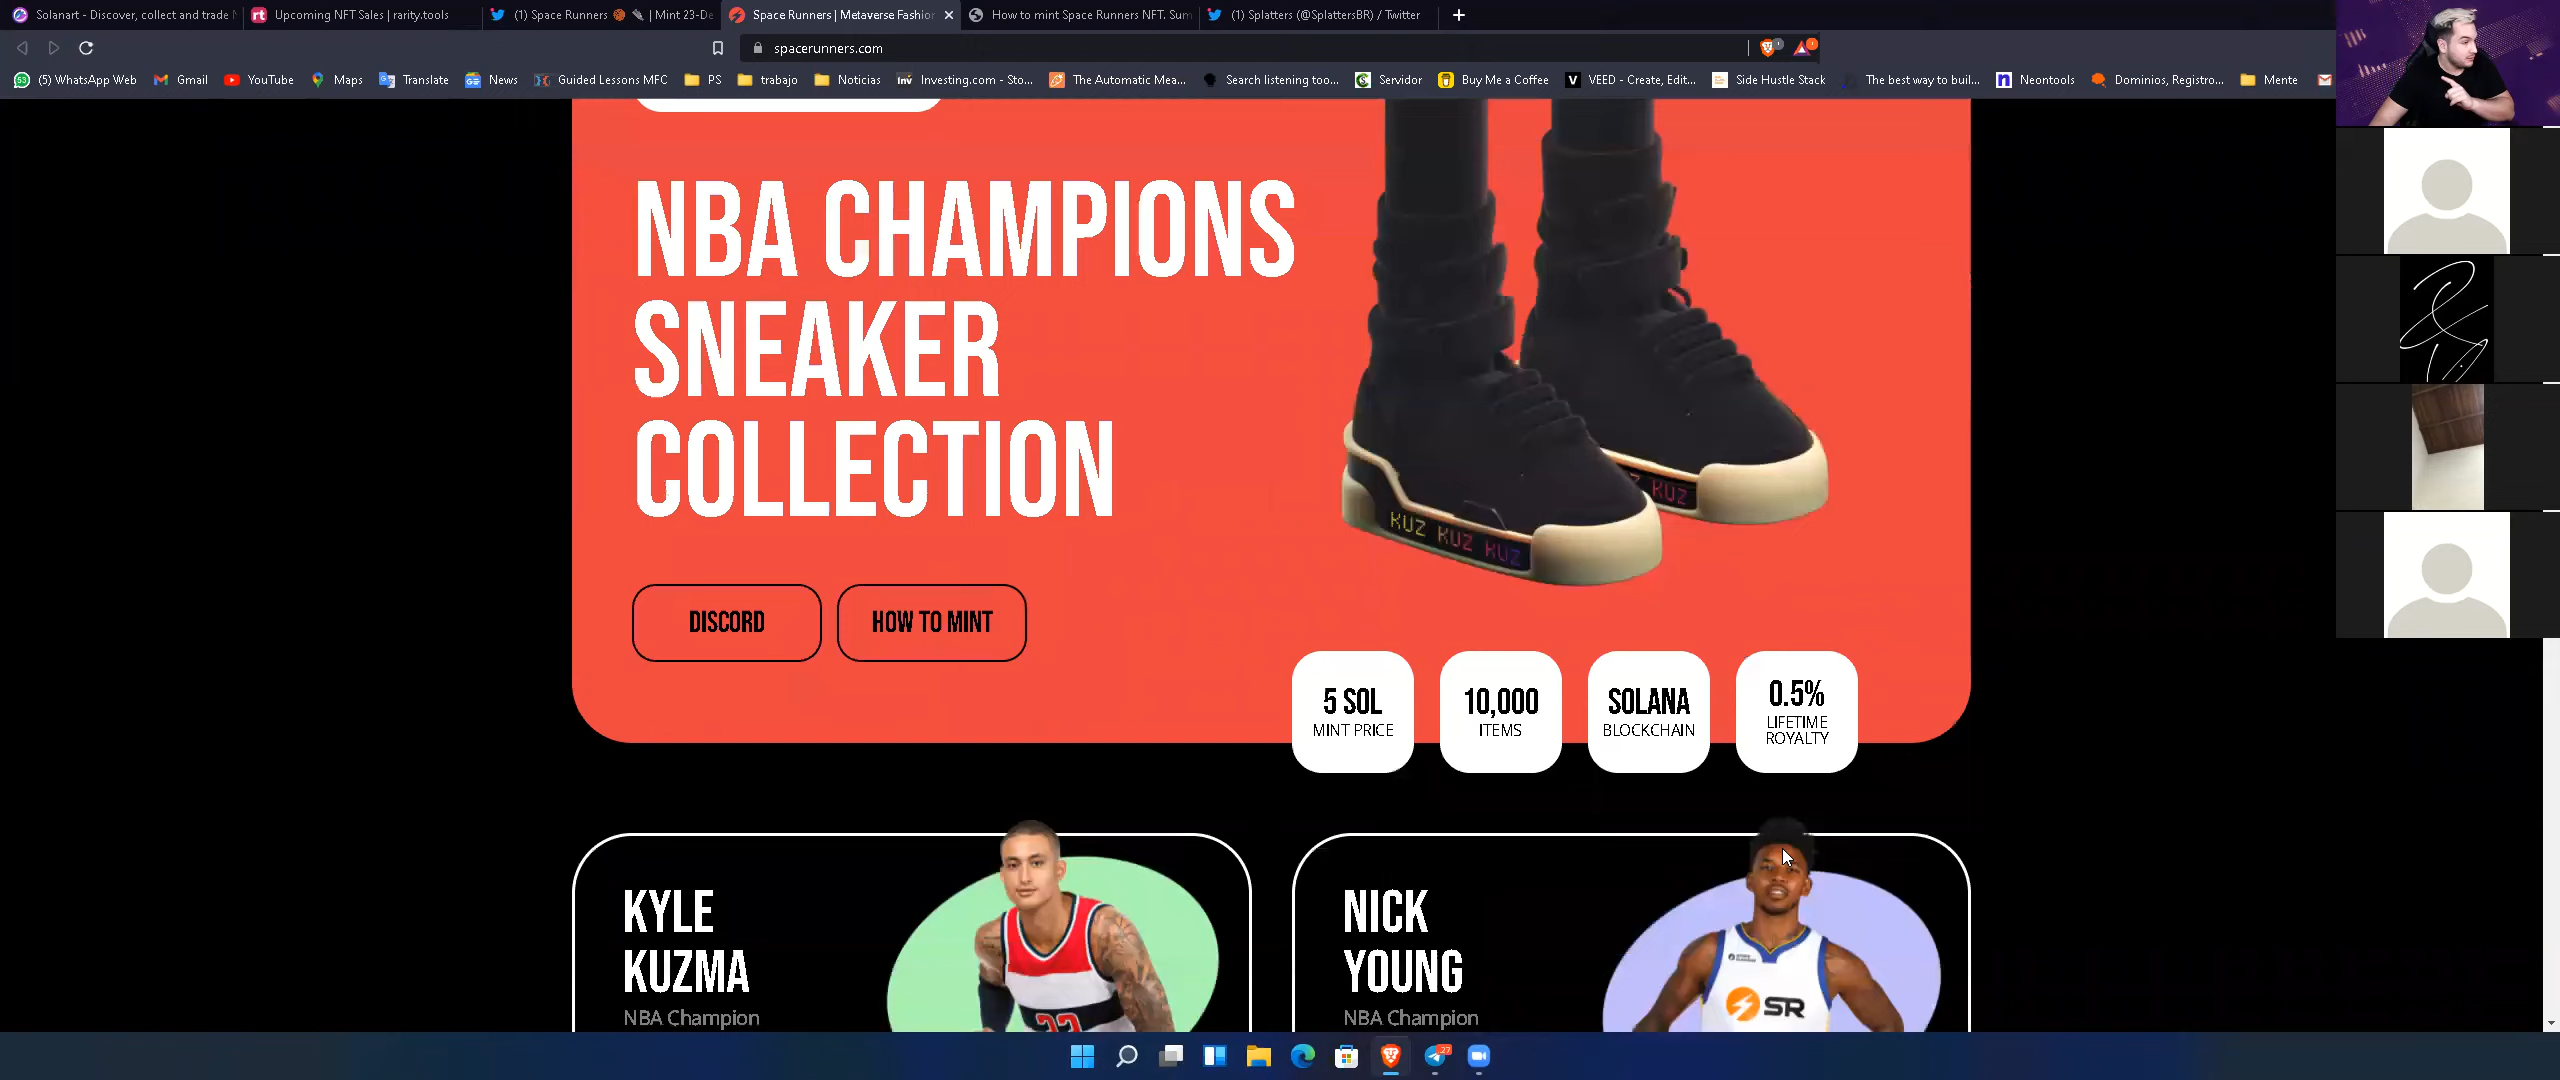 Solanart - Discover, collect and trade N
Upcoming NFT Sales | rarity.tools
(1) Space Runners 🏀 👟 | Mint 23-De
Space Runners | Metaverse Fashion
How to mint Space Runners NFT. Sum
(1) Splatters (@SplattersBR) / Twitter
spacerunners.com
(5) WhatsApp Web
Gmail
YouTube
Maps
Translate
News
Guided Lessons MFC
PS
trabajo
Noticias
Investing.com - Sto...
The Automatic Mea...
Search listening too...
Servidor
Buy Me a Coffee
VEED - Create, Edit...
Side Hustle Stack
The best way to buil...
Neontools
Dominios, Registro...
Mente
NBA CHAMPIONS
SNEAKER
COLLECTION
KUZ KUZ KUZ
KUZ
DISCORD
HOW TO MINT
5 SOL
MINT PRICE
10,000
ITEMS
SOLANA
BLOCKCHAIN
0.5%
LIFETIME
ROYALTY
KYLE
KUZMA
NBA Champion
33
NICK
YOUNG
NBA Champion
SR
27